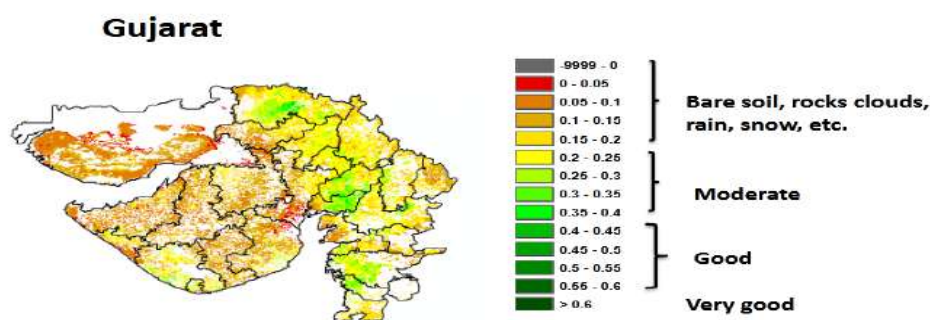 Gujarat
-9999 - 0
0 - 0.05
0.05 - 0.1
0.1 - 0.15
0.15 - 0.2
0.2 - 0.25
0.25 - 0.3
0.3 - 0.35
0.35 - 0.4
0.4 - 0.45
0.45 - 0.5
0.5 - 0.55
0.55 - 0.6
> 0.6
Bare soil, rocks clouds,
rain, snow, etc.
Moderate
Good
Very good